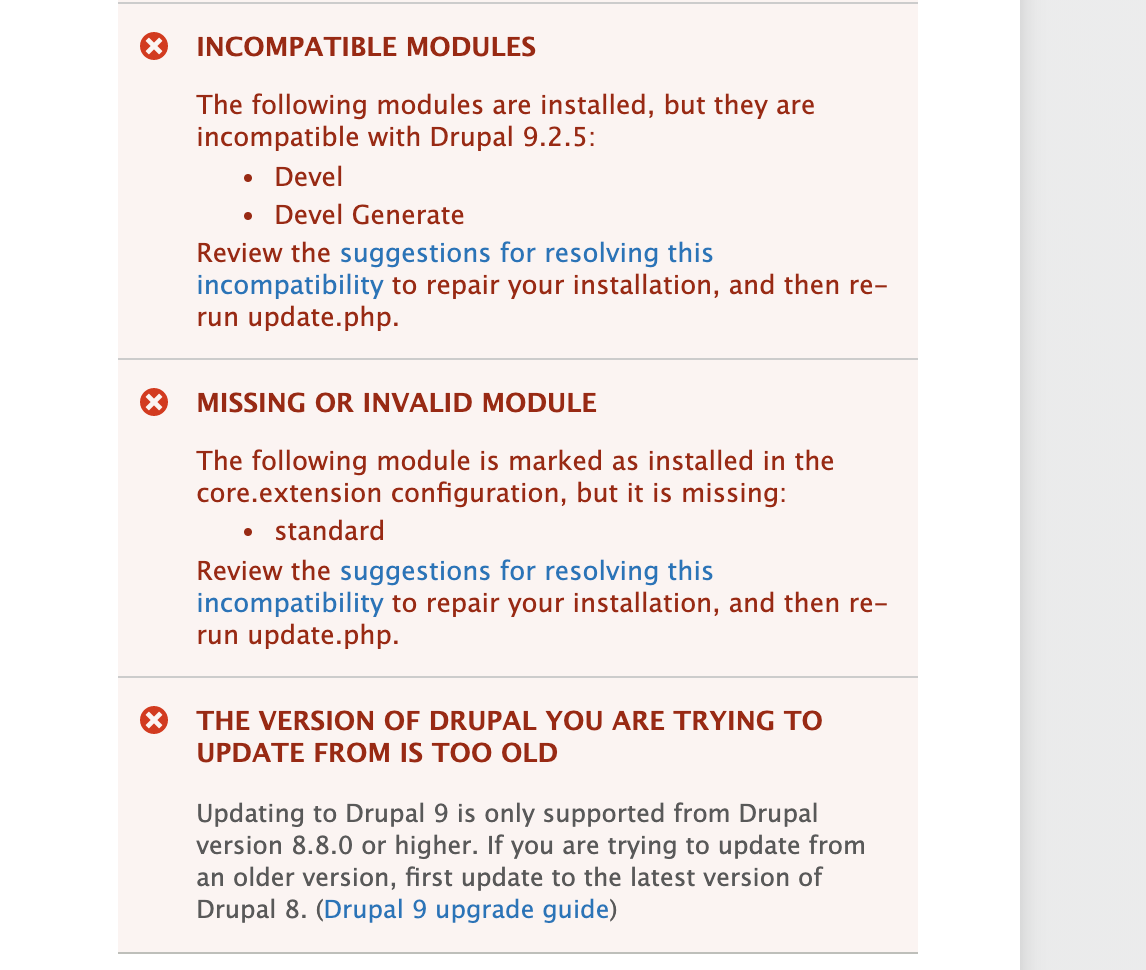 INCOMPATIBLE MODULES
The following modules are installed, but they are
incompatible with Drupal 9.2.5:
• Devel
• Devel Generate
Review the suggestions for resolving this
incompatibility to repair your installation, and then re-
run update.php.
MISSING OR INVALID MODULE
The following module is marked as installed in the
core.extension configuration, but it is missing:
• standard
Review the suggestions for resolving this
incompatibility to repair your installation, and then re-
run update.php.
THE VERSION OF DRUPAL YOU ARE TRYING TO
UPDATE FROM IS TOO OLD
Updating to Drupal 9 is only supported from Drupal
version 8.8.0 or higher. If you are trying to update from
an older version, first update to the latest version of
Drupal 8. (Drupal 9 upgrade guide)